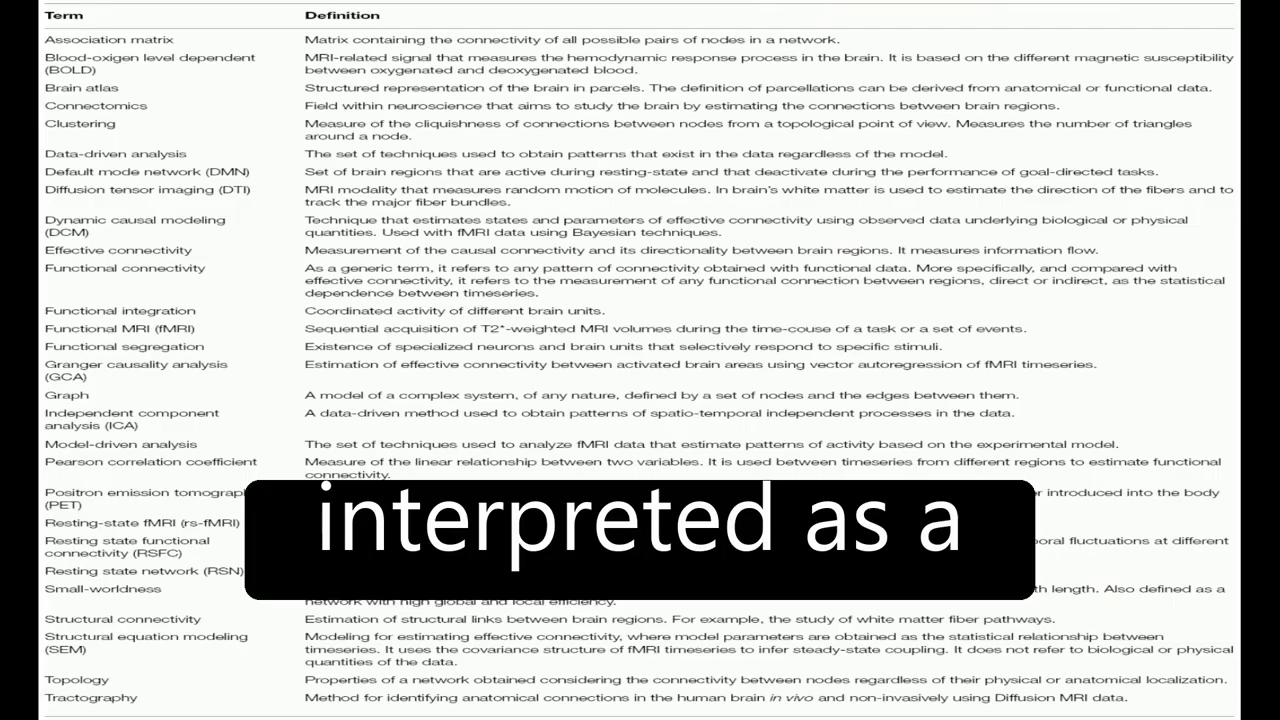 Term Definition
Association matrix Matrix containing the connectivity of all possible pairs of nodes in a network.
Blood-oxigen level dependent MRI-related signal that measures the hemodynamic response process in the brain. It is based on the different magnetic susceptibility
(BOLD) between oxygenated and deoxygenated blood.
Brain atlas Structured representation of the brain in parcels. The definition of parcellations can be derived from anatomical or functional data.
Connectomics Field within neuroscience that aims to study the brain by estimating the connections between brain regions.
Clustering Measure of the cliquishness of connections between nodes from a topological point of view. Measures the number of triangles
around a node.
Data-driven analysis The set of techniques used to obtain patterns that exist in the data regardless of the model.
Default mode network (DMN) Set of brain regions that are active during resting-state and that deactivate during the performance of goal-directed tasks.
Diffusion tensor imaging (DTI) MRI modality that measures random motion of molecules. In brain's white matter is used to estimate the direction of the fibers and to
track the major fiber bundles.
Dynamic causal modeling Technique that estimates states and parameters of effective connectivity using observed data underlying biological or physical
(DCM) quantities. Used with fMRI data using Bayesian techniques.
Effective connectivity Measurement of the causal connectivity and its directionality between brain regions. It measures information flow.
Functional connectivity As a generic term, it refers to any pattern of connectivity obtained with functional data. More specifically, and compared with
effective connectivity, it refers to the measurement of any functional connection between regions, direct or indirect, as the statistical
dependence between timeseries.
Functional integration Coordinated activity of different brain units.
Functional MRI (fMRI) Sequential acquisition of T2*-weighted MRI volumes during the time-couse of a task or a set of events.
Functional segregation Existence of specialized neurons and brain units that selectively respond to specific stimuli.
Granger causality analysis Estimation of effective connectivity between activated brain areas using vector autoregression of fMRI timeseries.
(GCA)
Graph A model of a complex system, of any nature, defined by a set of nodes and the edges between them.
Independent component A data-driven method used to obtain patterns of spatio-temporal independent processes in the data.
analysis (ICA)
Model-driven analysis The set of techniques used to analyze fMRI data that estimate patterns of activity based on the experimental model.
Pearson correlation coefficient Measure of the linear relationship between two variables. It is used between timeseries from different regions to estimate functional
connectivity.
Positron emission introduced into the body
(PET)
interpreted as a
Resting-state fMRI (rs-fMRI)
Resting state functional fluctuations at different
connectivity (RSFC)
Resting state network (RSN)
Small-worldness length. Also defined as a
network with high global and local efficiency.
Structural connectivity Estimation of structural links between brain regions. For example, the study of white matter fiber pathways.
Structural equation modeling Modeling for estimating effective connectivity, where model parameters are obtained as the statistical relationship between
(SEM) timeseries. It uses the covariance structure of fMRI timeseries to infer steady-state coupling. It does not refer to biological or physical
quantities of the data.
Topology Properties of a network obtained considering the connectivity between nodes regardless of their physical or anatomical localization.
Tractography Method for identifying anatomical connections in the human brain in vivo and non-invasively using Diffusion MRI data.